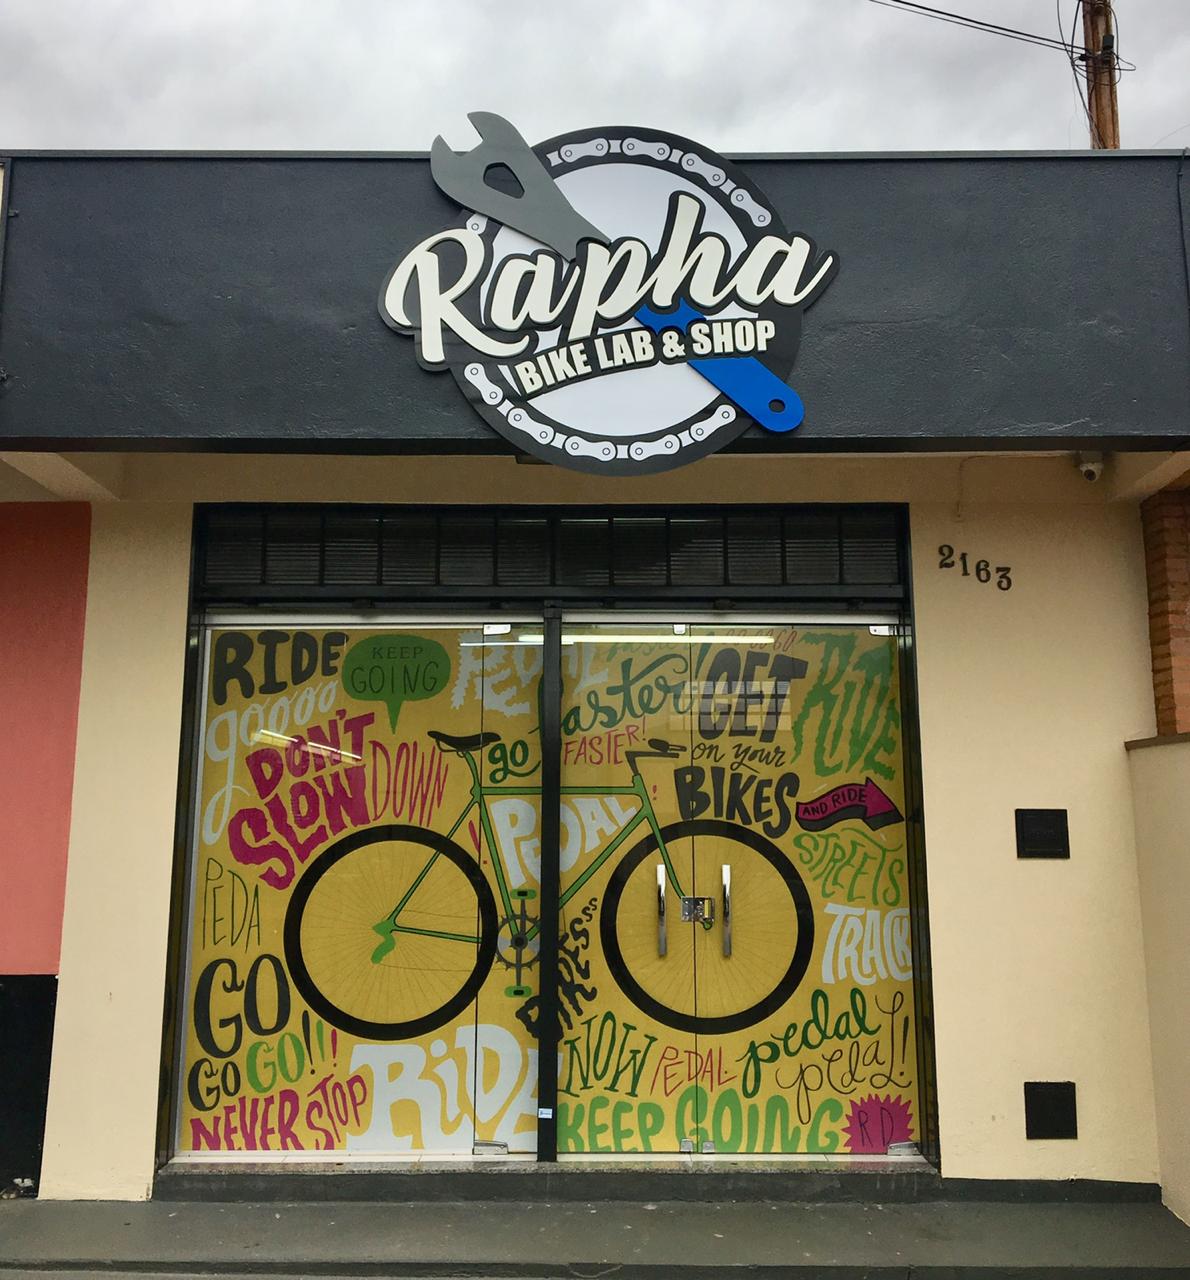 Rapha
BIKE LAB & SHOP
2163
RIDE
KEEP
GOING
goooo
PEDAL
faster!
GET
RIDE
DON'T
SLOW
DOWN
go
FASTER!
on your
BIKES
AND RIDE
PEDAL
STREETS
PEDA
TRACK
GO
GO GO!!!
NEVER STOP
RIDE
NOW
PEDAL
pedal
pedal!
KEEP GOING